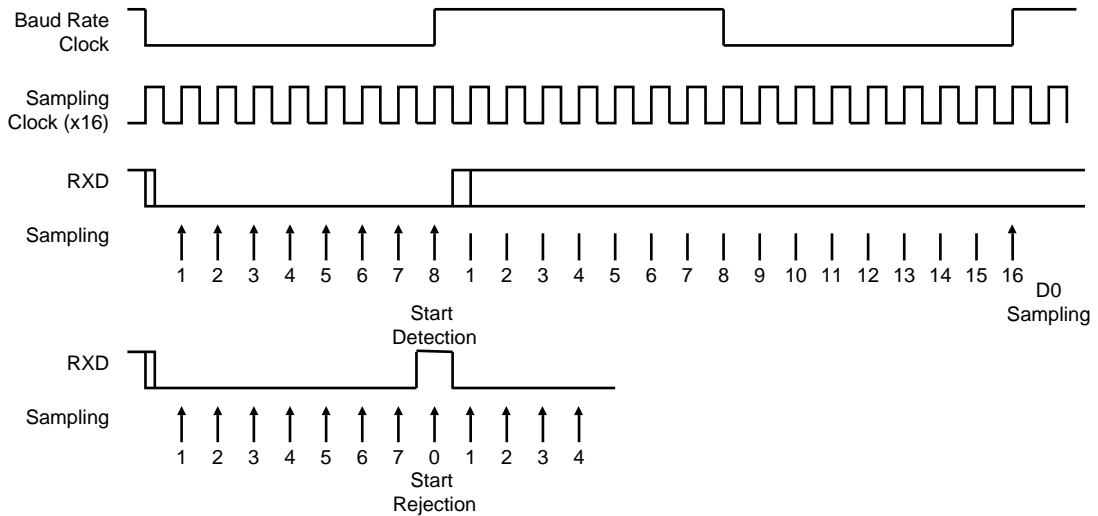 Baud Rate
Clock
Sampling
Clock (x16)
RXD
Sampling
1 2 3 4 5 6 7 8 1 2 3 4 5 6 7 8 9 10 11 12 13 14 15 16
D0
Sampling
Start
Detection
RXD
Sampling
1 2 3 4 5 6 7 0 1 2 3 4
Start
Rejection